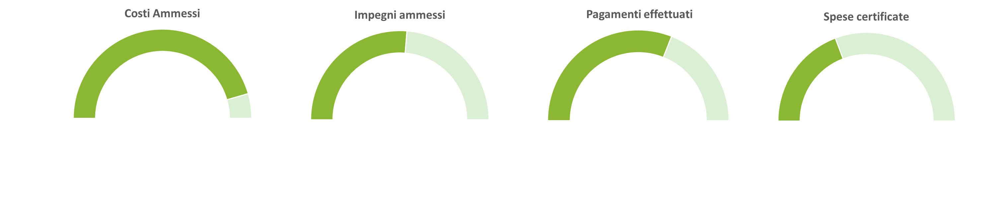 Costi Ammessi
Impegni ammessi
Pagamenti effettuati
Spese certificate